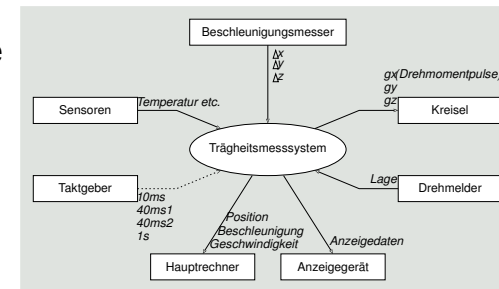 e
Beschleunigungsmesser
Δx
Δy
Δz
gx(Drehmomentpulse)
gy
gz
Sensoren
Temperatur etc.
Kreisel
Trägheitsmesssystem
Taktgeber
10ms
40ms1
40ms2
1s
Lage
Drehmelder
Position
Beschleunigung
Geschwindigkeit
Anzeigedaten
Hauptrechner
Anzeigegerät